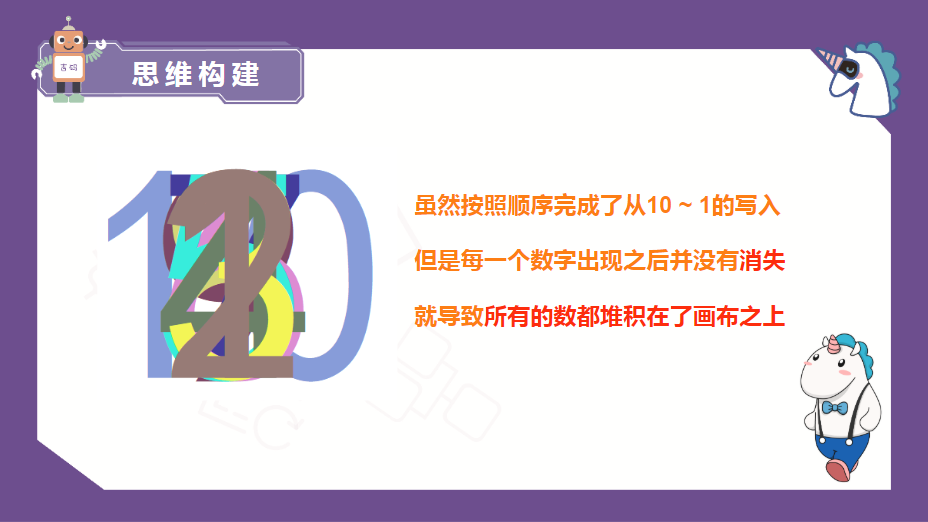 思维构建
10
虽然按照顺序完成了从10 ~ 1的写入
但是每一个数字出现之后并没有消失
就导致所有的数都堆积在了画布之上